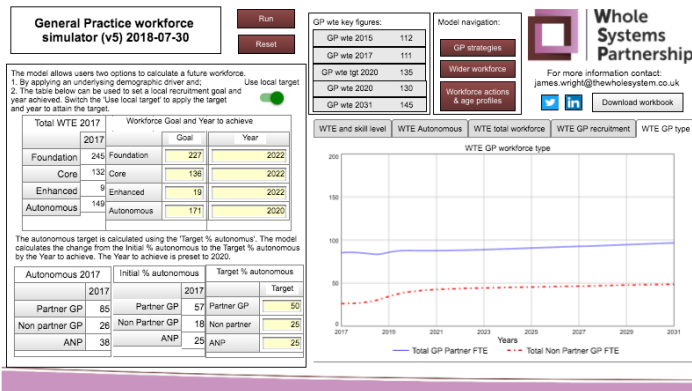 General Practice workforce
simulator (v5) 2018-07-30
Run
Reset
GP wte key figures:
GP wte 2015 112
GP wte 2017 111
GP wte tgt 2020 135
GP wte 2020 130
GP wte 2031 145
Model navigation:
GP strategies
Wider workforce
Workforce actions
& age profiles
Whole
Systems
Partnership
For more information contact:
james.wright@thewholesystem.co.uk
in
Download workbook
The model allows users two options to calculate a future workforce.
1. By applying an underlysing demographic driver and;
2. The table below can be used to set a local recruitment goal and
year achieved. Switch the 'Use local target' to apply the target
and year to attain the target.
Use local target
Total WTE 2017
2017
Foundation 245
Core 132
Enhanced 9
Autonomous 149
Workforce Goal and Year to achieve
Goal Year
Foundation 227 2022
Core 136 2022
Enhanced 19 2022
Autonomous 171 2020
The autonomous target is calculated using the 'Target % autonomus'. The model
calculates the change from the Initial % autonomous to the Target % autonomous
by the Year to achieve. The Year to achieve is preset to 2020.
Autonomous 2017
2017
Partner GP 85
Non partner GP 26
ANP 38
Initial % autonomous
2017
Partner GP 57
Non Partner GP 18
ANP 25
Target % autonomous
Target
Partner GP 50
Non partner 25
ANP 25
WTE and skill level
WTE Autonomous
WTE total workforce
WTE GP recruitment
WTE GP type
WTE GP workforce type
200
150
100
50
0
2017 2019 2021 2023 2025 2027 2029 2031
Years
Total GP Partner FTE
Total Non Partner GP FTE